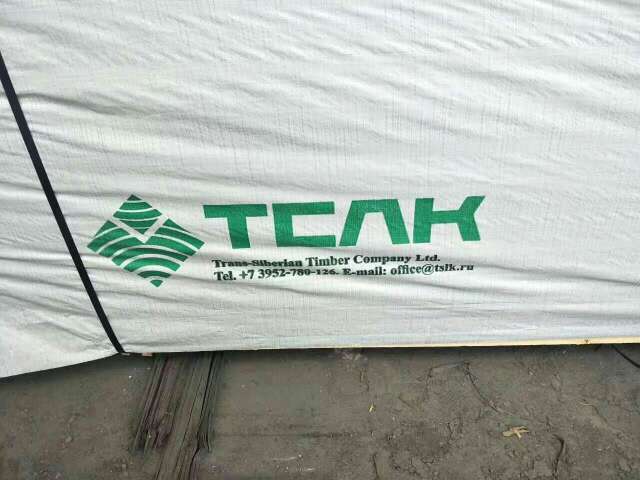 ТСЛК
Trans-Siberian Timber Company Ltd.
Tel. +7 3952-780-126. E-mail: office@tslk.ru